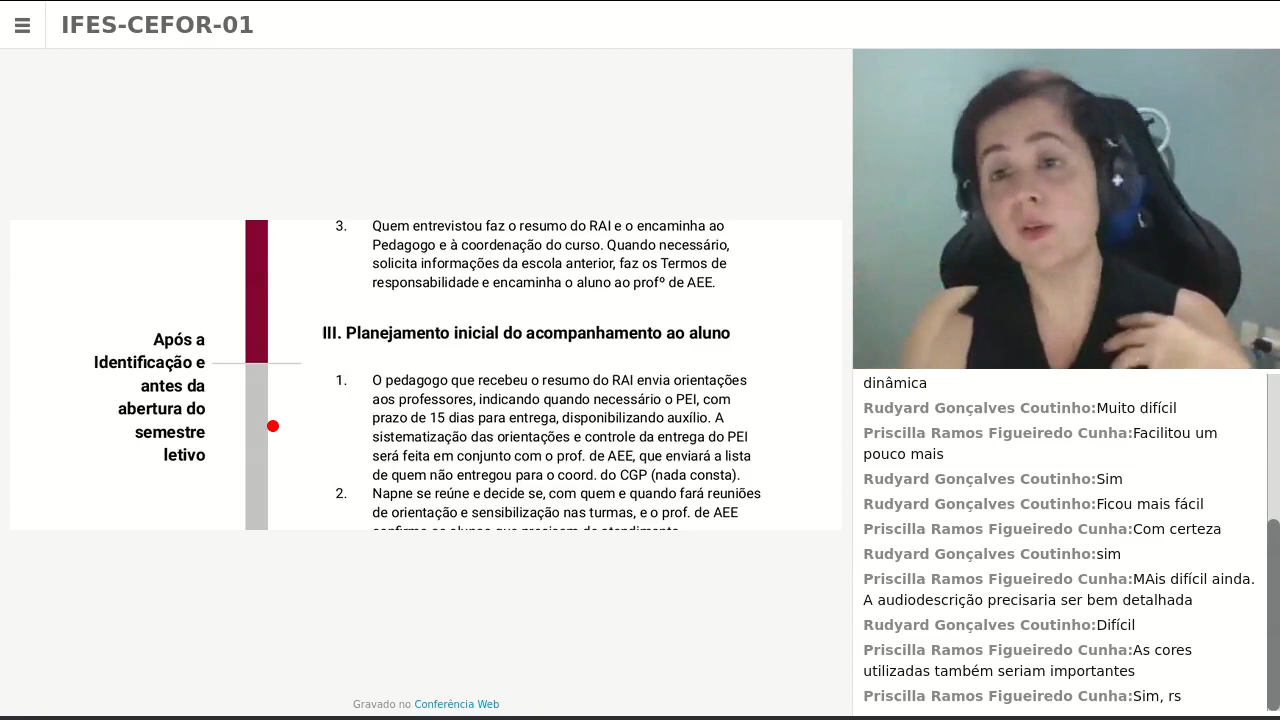 IFES-CEFOR-01
3. Quem entrevistou faz o resumo do RAI e o encaminha ao
Pedagogo e à coordenação do curso. Quando necessário,
solicita informações da escola anterior, faz os Termos de
responsabilidade e encaminha o aluno ao profº de AEE.
III. Planejamento inicial do acompanhamento ao aluno
Após a
Identificação e
antes da
abertura do
semestre
letivo
1. O pedagogo que recebeu o resumo do RAI envia orientações
aos professores, indicando quando necessário o PEI, com
prazo de 15 dias para entrega, disponibilizando auxílio. A
sistematização das orientações e controle da entrega do PEI
será feita em conjunto com o prof. de AEE, que enviará a lista
de quem não entregou para o coord. do CGP (nada consta).
2. Napne se reúne e decide se, com quem e quando fará reuniões
de orientação e sensibilização nas turmas, e o prof. de AEE
confirma os alunos que precisam de atendimento
dinâmica
Rudyard Gonçalves Coutinho:Muito difícil
Priscilla Ramos Figueiredo Cunha:Facilitou um
pouco mais
Rudyard Gonçalves Coutinho:Sim
Rudyard Gonçalves Coutinho:Ficou mais fácil
Priscilla Ramos Figueiredo Cunha:Com certeza
Rudyard Gonçalves Coutinho:sim
Priscilla Ramos Figueiredo Cunha:MAis difícil ainda.
A audiodescrição precisaria ser bem detalhada
Rudyard Gonçalves Coutinho:Difícil
Priscilla Ramos Figueiredo Cunha:As cores
utilizadas também seriam importantes
Priscilla Ramos Figueiredo Cunha:Sim, rs
Gravado no Conferência Web